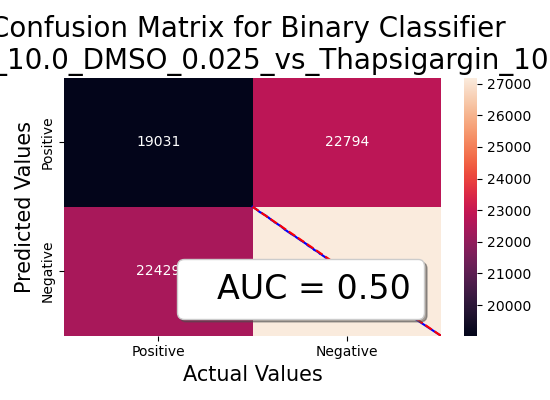 Confusion Matrix for Binary Classifier
_10.0_DMSO_0.025_vs_Thapsigargin_10
Predicted Values
Positive
Negative
19031
22794
22429
AUC = 0.50
Positive
Negative
Actual Values
27000
26000
25000
24000
23000
22000
21000
20000